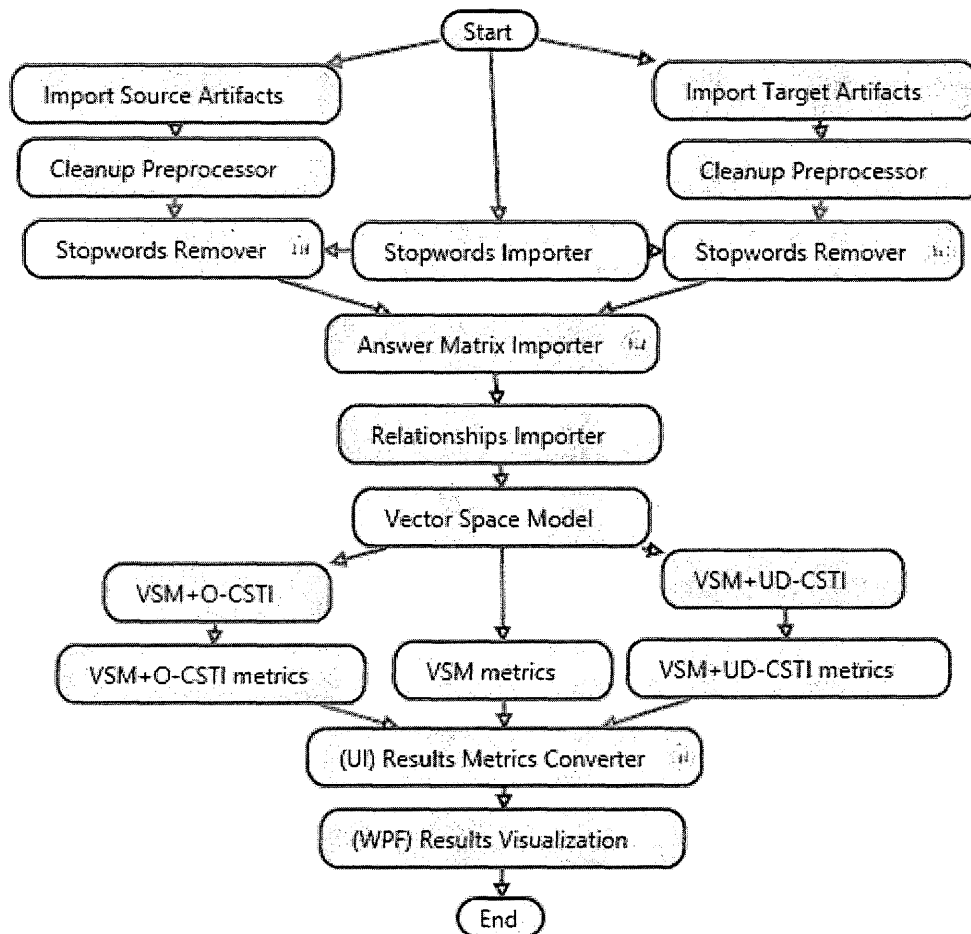 Start
Import Source Artifacts
Import Target Artifacts
Cleanup Preprocessor
Cleanup Preprocessor
Stopwords Remover
Stopwords Importer
Stopwords Remover
Answer Matrix Importer
Relationships Importer
Vector Space Model
VSM+O-CSTI
VSM+UD-CSTI
VSM+O-CSTI metrics
VSM metrics
VSM+UD-CSTI metrics
(UI) Results Metrics Converter
(WPF) Results Visualization
End